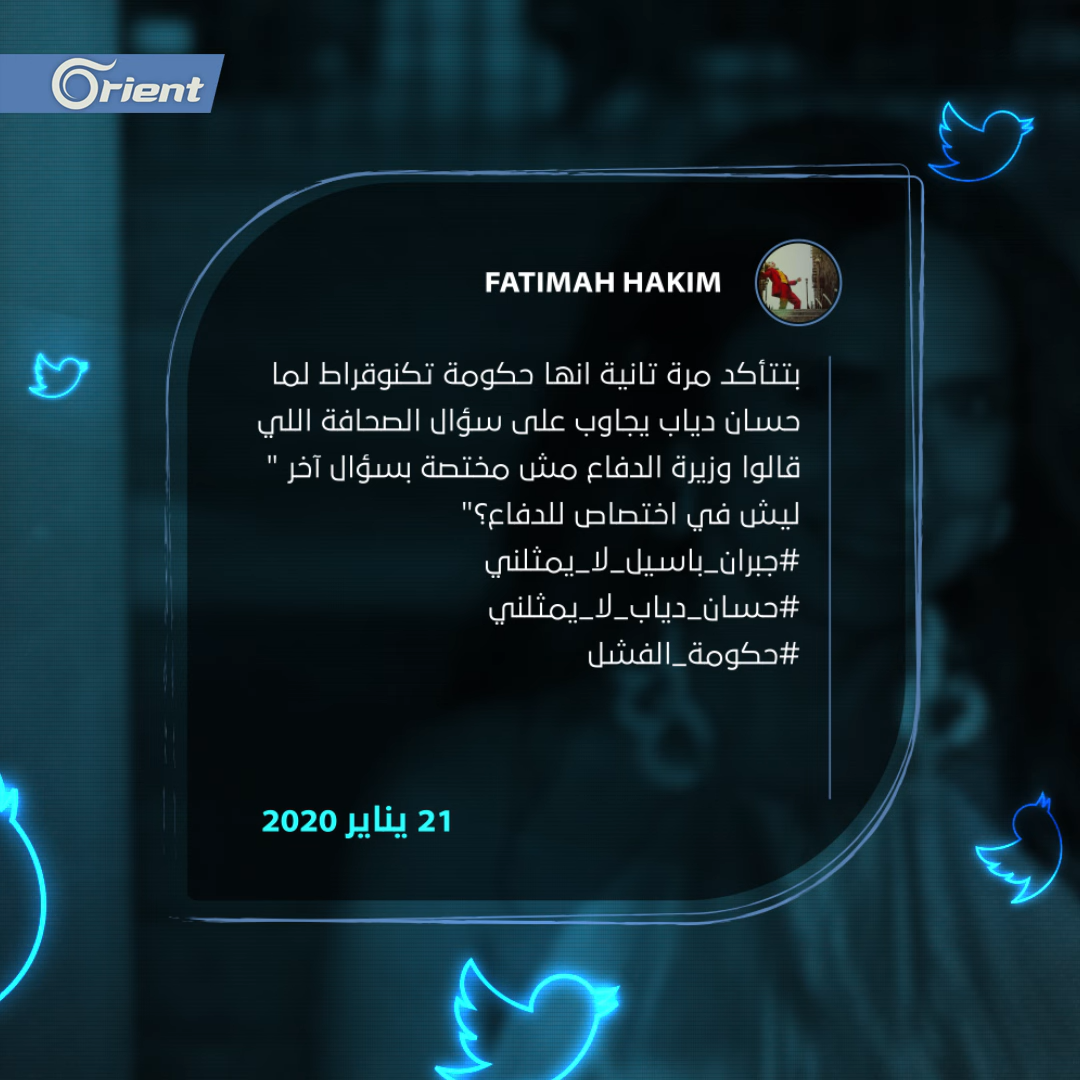 Orient
FATIMAH HAKIM
بتتأكد مرة تانية انها حكومة تكنوقراط لما
حسان دياب يجاوب على سؤال الصحافة اللي
قالوا وزيرة الدفاع مش مختصة بسؤال آخر "
ليش في اختصاص للدفاع؟"
#جبران_باسيل_لا_يمثلني
#حسان_دياب_لا_يمثلني
#حكومة_الفشل
21 يناير 2020